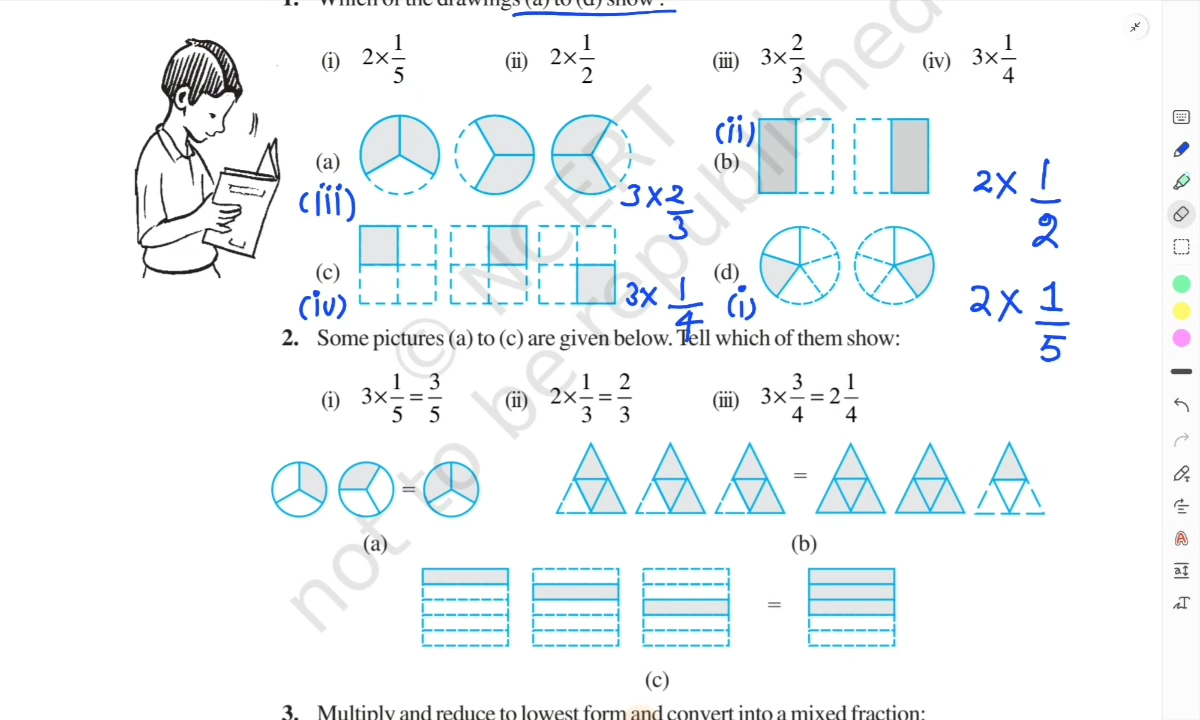 1. Which of the drawings (a) to (d) show :
(i) 2×1/5 (ii) 2×1/2 (iii) 3×2/3 (iv) 3×1/4
(ii)
(a) (b)
(iii) 3×2/3 2×1/2
(c) (d)
(iv) 3×1/4 (i) 2×1/5
2. Some pictures (a) to (c) are given below. Tell which of them show:
(i) 3×1/5=3/5 (ii) 2×1/3=2/3 (iii) 3×3/4=2 1/4
= =
(a) (b)
=
(c)
3. Multiply and reduce to lowest form and convert into a mixed fraction:
© NCERT
not to be republished